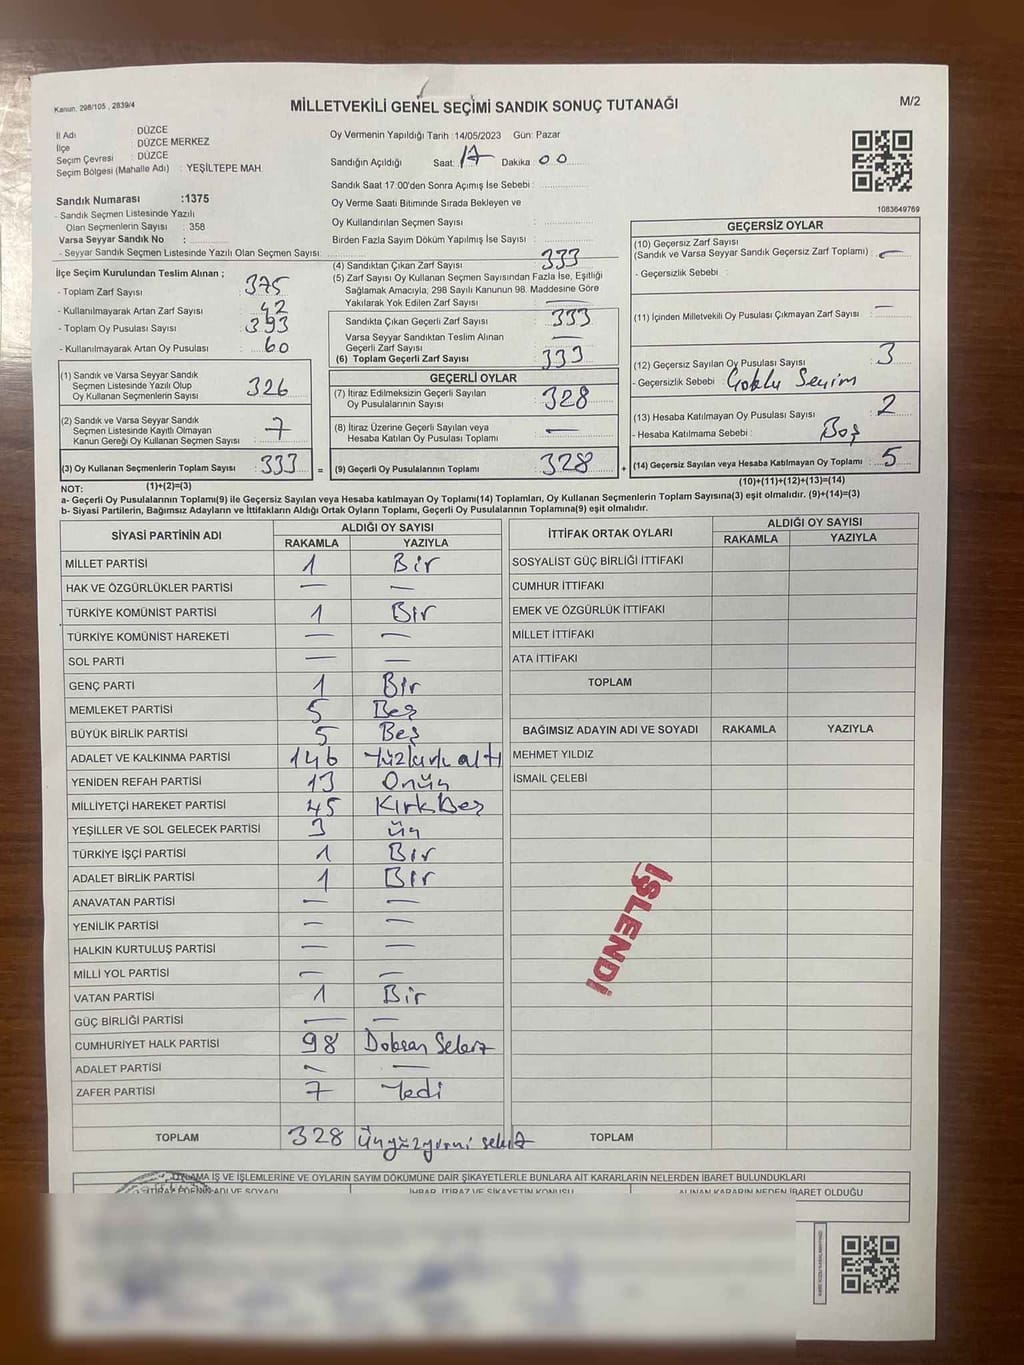 Kanun. 298/105 , 2839/4
MİLLETVEKİLİ GENEL SEÇİMİ SANDIK SONUÇ TUTANAĞI
M/2
İl Adı : DÜZCE
İlçe : DÜZCE MERKEZ
Seçim Çevresi : DÜZCE
Seçim Bölgesi (Mahalle Adı) : YEŞİLTEPE MAH.
Sandık Numarası :1375
- Sandık Seçmen Listesinde Yazılı
Olan Seçmenlerin Sayısı : 358
Varsa Seyyar Sandık No :
- Seyyar Sandık Seçmen Listesinde Yazılı Olan Seçmen Sayısı :
Oy Vermenin Yapıldığı Tarih :14/05/2023 Gün: Pazar
Sandığın Açıldığı Saat: 17 Dakika 00
Sandık Saat 17:00'den Sonra Açımış İse Sebebi :
Oy Verme Saati Bitiminde Sırada Bekleyen ve
Oy Kullandırılan Seçmen Sayısı :
Birden Fazla Sayım Döküm Yapılmış İse Sayısı :
1083649769
İlçe Seçim Kurulundan Teslim Alınan ;
- Toplam Zarf Sayısı : 375
- Kullanılmayarak Artan Zarf Sayısı : 42
- Toplam Oy Pusulası Sayısı : 393
- Kullanılmayarak Artan Oy Pusulası : 60
(1) Sandık ve Varsa Seyyar Sandık
Seçmen Listesinde Yazılı Olup
Oy Kullanan Seçmenlerin Sayısı : 326
(2) Sandık ve Varsa Seyyar Sandık
Seçmen Listesinde Kayıtlı Olmayan
Kanun Gereği Oy Kullanan Seçmen Sayısı : 7
(3) Oy Kullanan Seçmenlerin Toplam Sayısı : 333 =
(1)+(2)=(3)
(4) Sandıktan Çıkan Zarf Sayısı : 333
(5) Zarf Sayısı Oy Kullanan Seçmen Sayısından Fazla İse, Eşitliği
Sağlamak Amacıyla, 298 Sayılı Kanunun 98. Maddesine Göre
Yakılarak Yok Edilen Zarf Sayısı : —
Sandıkta Çıkan Geçerli Zarf Sayısı : 333
Varsa Seyyar Sandıktan Teslim Alınan
Geçerli Zarf Sayısı : —
(6) Toplam Geçerli Zarf Sayısı : 333
GEÇERLİ OYLAR
(7) İtiraz Edilmeksizin Geçerli Sayılan
Oy Pusulalarının Sayısı : 328
(8) İtiraz Üzerine Geçerli Sayılan veya
Hesaba Katılan Oy Pusulası Toplamı : —
(9) Geçerli Oy Pusulalarının Toplamı : 328 +
GEÇERSİZ OYLAR
(10) Geçersiz Zarf Sayısı
(Sandık ve Varsa Seyyar Sandık Geçersiz Zarf Toplamı) : —
- Geçersizlik Sebebi :
(11) İçinden Milletvekili Oy Pusulası Çıkmayan Zarf Sayısı : —
(12) Geçersiz Sayılan Oy Pusulası Sayısı : 3
- Geçersizlik Sebebi : Çoklu Seçim
(13) Hesaba Katılmayan Oy Pusulası Sayısı : 2
- Hesaba Katılmama Sebebi : Boş
(14) Geçersiz Sayılan veya Hesaba Katılmayan Oy Toplamı : 5
(10)+(11)+(12)+(13)=(14)
NOT:
a- Geçerli Oy Pusulalarının Toplamı(9) ile Geçersiz Sayılan veya Hesaba katılmayan Oy Toplamı(14) Toplamları, Oy Kullanan Seçmenlerin Toplam Sayısına(3) eşit olmalıdır. (9)+(14)=(3)
b- Siyasi Partilerin, Bağımsız Adayların ve İttifakların Aldığı Ortak Oyların Toplamı, Geçerli Oy Pusulalarının Toplamına(9) eşit olmalıdır.
SİYASİ PARTİNİN ADI ALDIĞI OY SAYISI
RAKAMLA YAZIYLA
MİLLET PARTİSİ 1 Bir
HAK VE ÖZGÜRLÜKLER PARTİSİ — —
TÜRKİYE KOMÜNİST PARTİSİ 1 Bir
TÜRKİYE KOMÜNİST HAREKETİ — —
SOL PARTİ — —
GENÇ PARTİ 1 Bir
MEMLEKET PARTİSİ 5 Beş
BÜYÜK BİRLİK PARTİSİ 5 Beş
ADALET VE KALKINMA PARTİSİ 146 Yüzkırk altı
YENİDEN REFAH PARTİSİ 13 Onüç
MİLLİYETÇİ HAREKET PARTİSİ 45 KırkBeş
YEŞİLLER VE SOL GELECEK PARTİSİ 3 üç
TÜRKİYE İŞÇİ PARTİSİ 1 Bir
ADALET BİRLİK PARTİSİ 1 Bir
ANAVATAN PARTİSİ — —
YENİLİK PARTİSİ — —
HALKIN KURTULUŞ PARTİSİ — —
MİLLİ YOL PARTİSİ — —
VATAN PARTİSİ 1 Bir
GÜÇ BİRLİĞİ PARTİSİ — —
CUMHURİYET HALK PARTİSİ 98 Doksan Sekiz
ADALET PARTİSİ — —
ZAFER PARTİSİ 7 Yedi
TOPLAM 328 Üçyüzyirmi sekiz
İTTİFAK ORTAK OYLARI ALDIĞI OY SAYISI
RAKAMLA YAZIYLA
SOSYALİST GÜÇ BİRLİĞİ İTTİFAKI
CUMHUR İTTİFAKI
EMEK VE ÖZGÜRLÜK İTTİFAKI
MİLLET İTTİFAKI
ATA İTTİFAKI
TOPLAM
BAĞIMSIZ ADAYIN ADI VE SOYADI RAKAMLA YAZIYLA
MEHMET YILDIZ
İSMAİL ÇELEBİ
İŞLENDİ
TOPLAM
İŞ VE İŞLEMLERİNE VE OYLARIN SAYIM DÖKÜMÜNE DAİR ŞİKAYETLERLE BUNLARA AİT KARARLARIN NELERDEN İBARET BULUNDUKLARI
İTİRAZ EDENİN ADI VE SOYADI İHBAR, İTİRAZ VE ŞİKAYETİN KONUSU ALINAN KARARIN NEDEN İBARET OLDUĞU